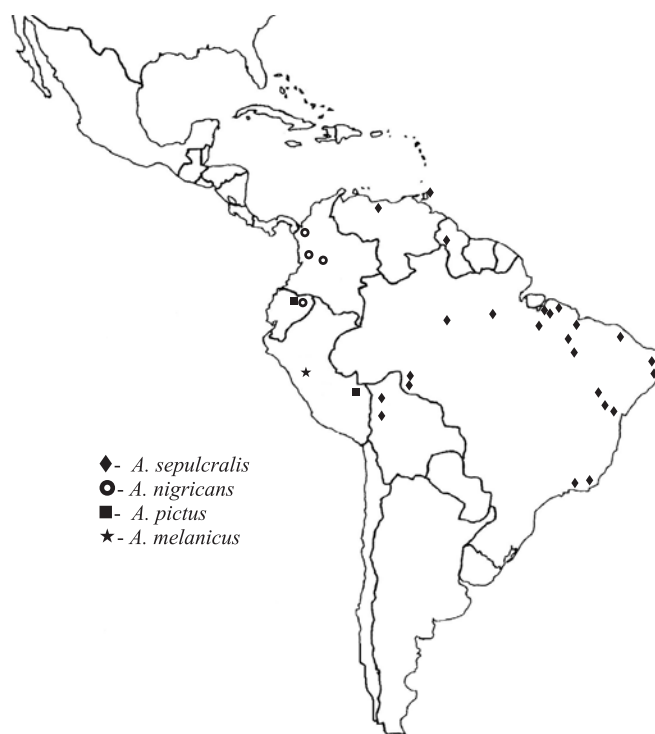 - A. sepulcralis
- A. nigricans
- A. pictus
- A. melanicus